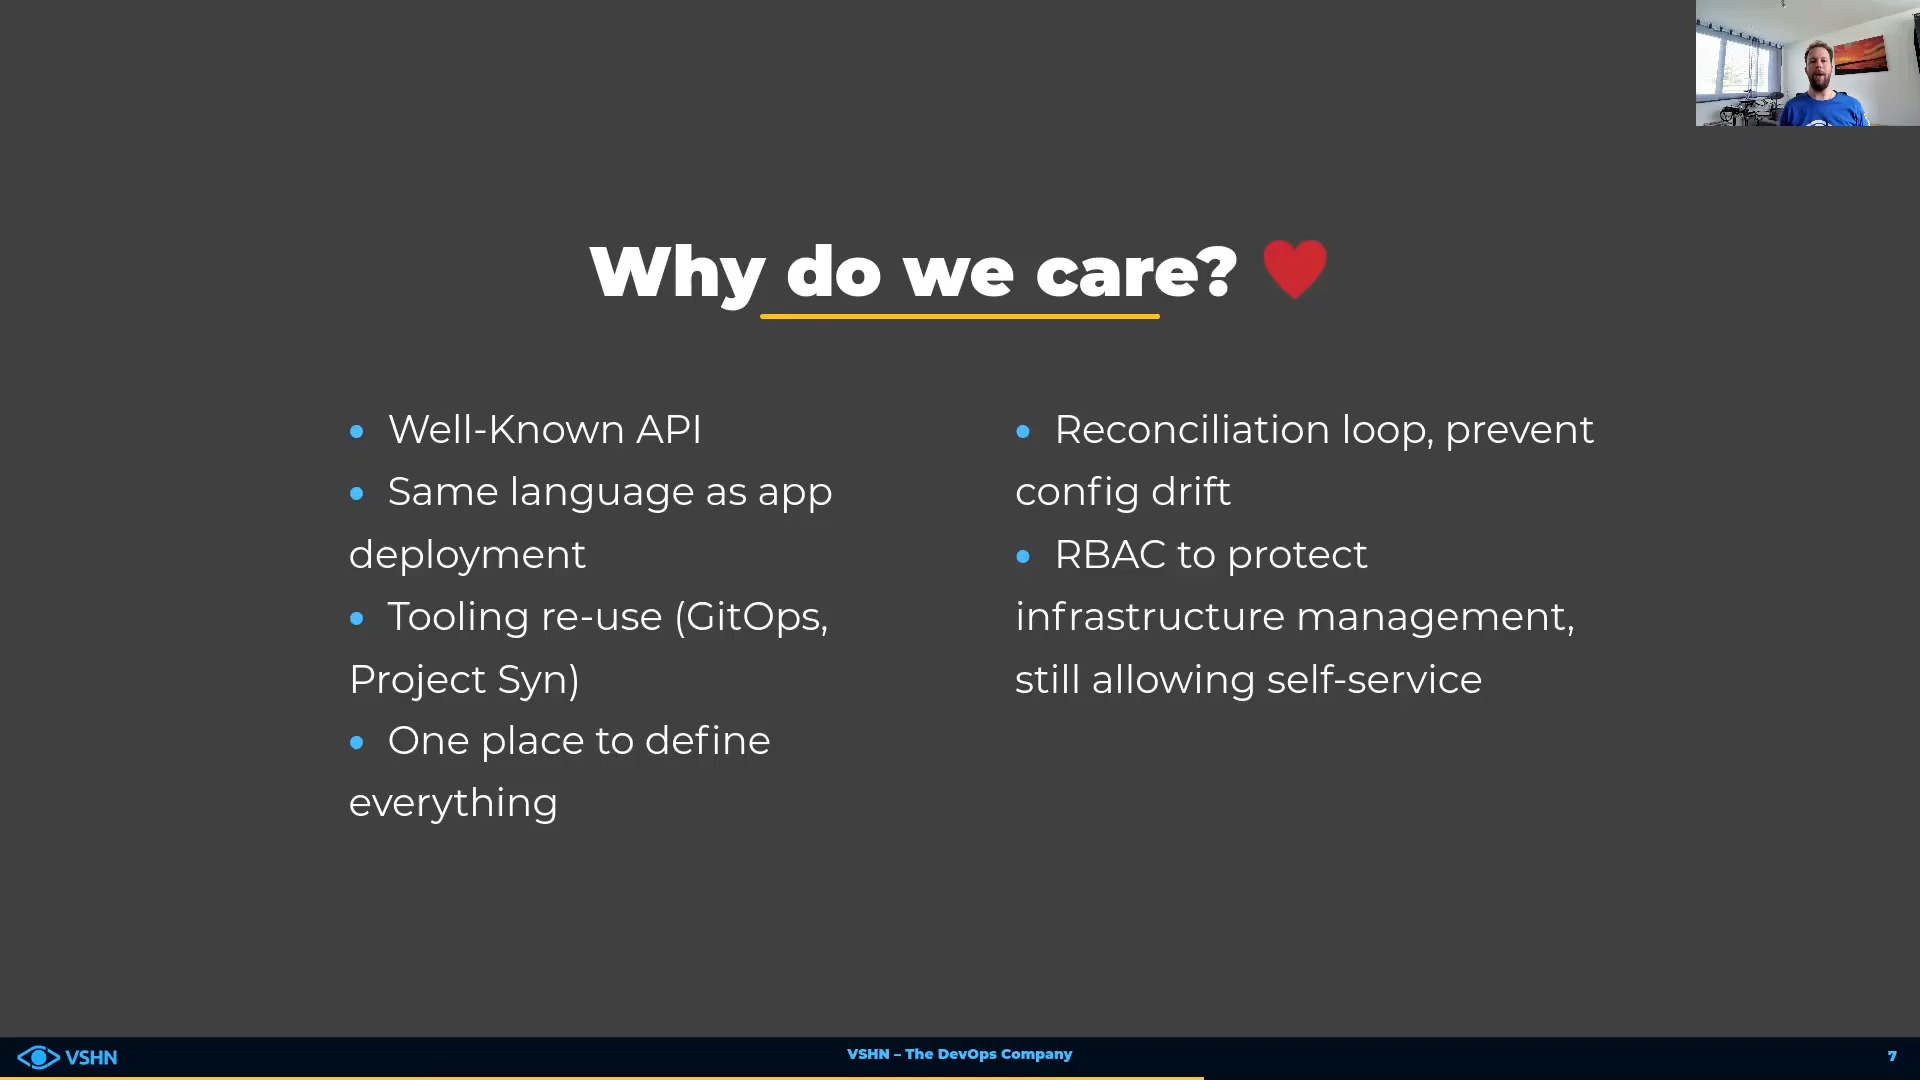 Why do we care?
• Well-Known API
• Same language as app
deployment
• Tooling re-use (GitOps,
Project Syn)
• One place to define
everything
• Reconciliation loop, prevent
config drift
• RBAC to protect
infrastructure management,
still allowing self-service
VSHN
VSHN – The DevOps Company
7